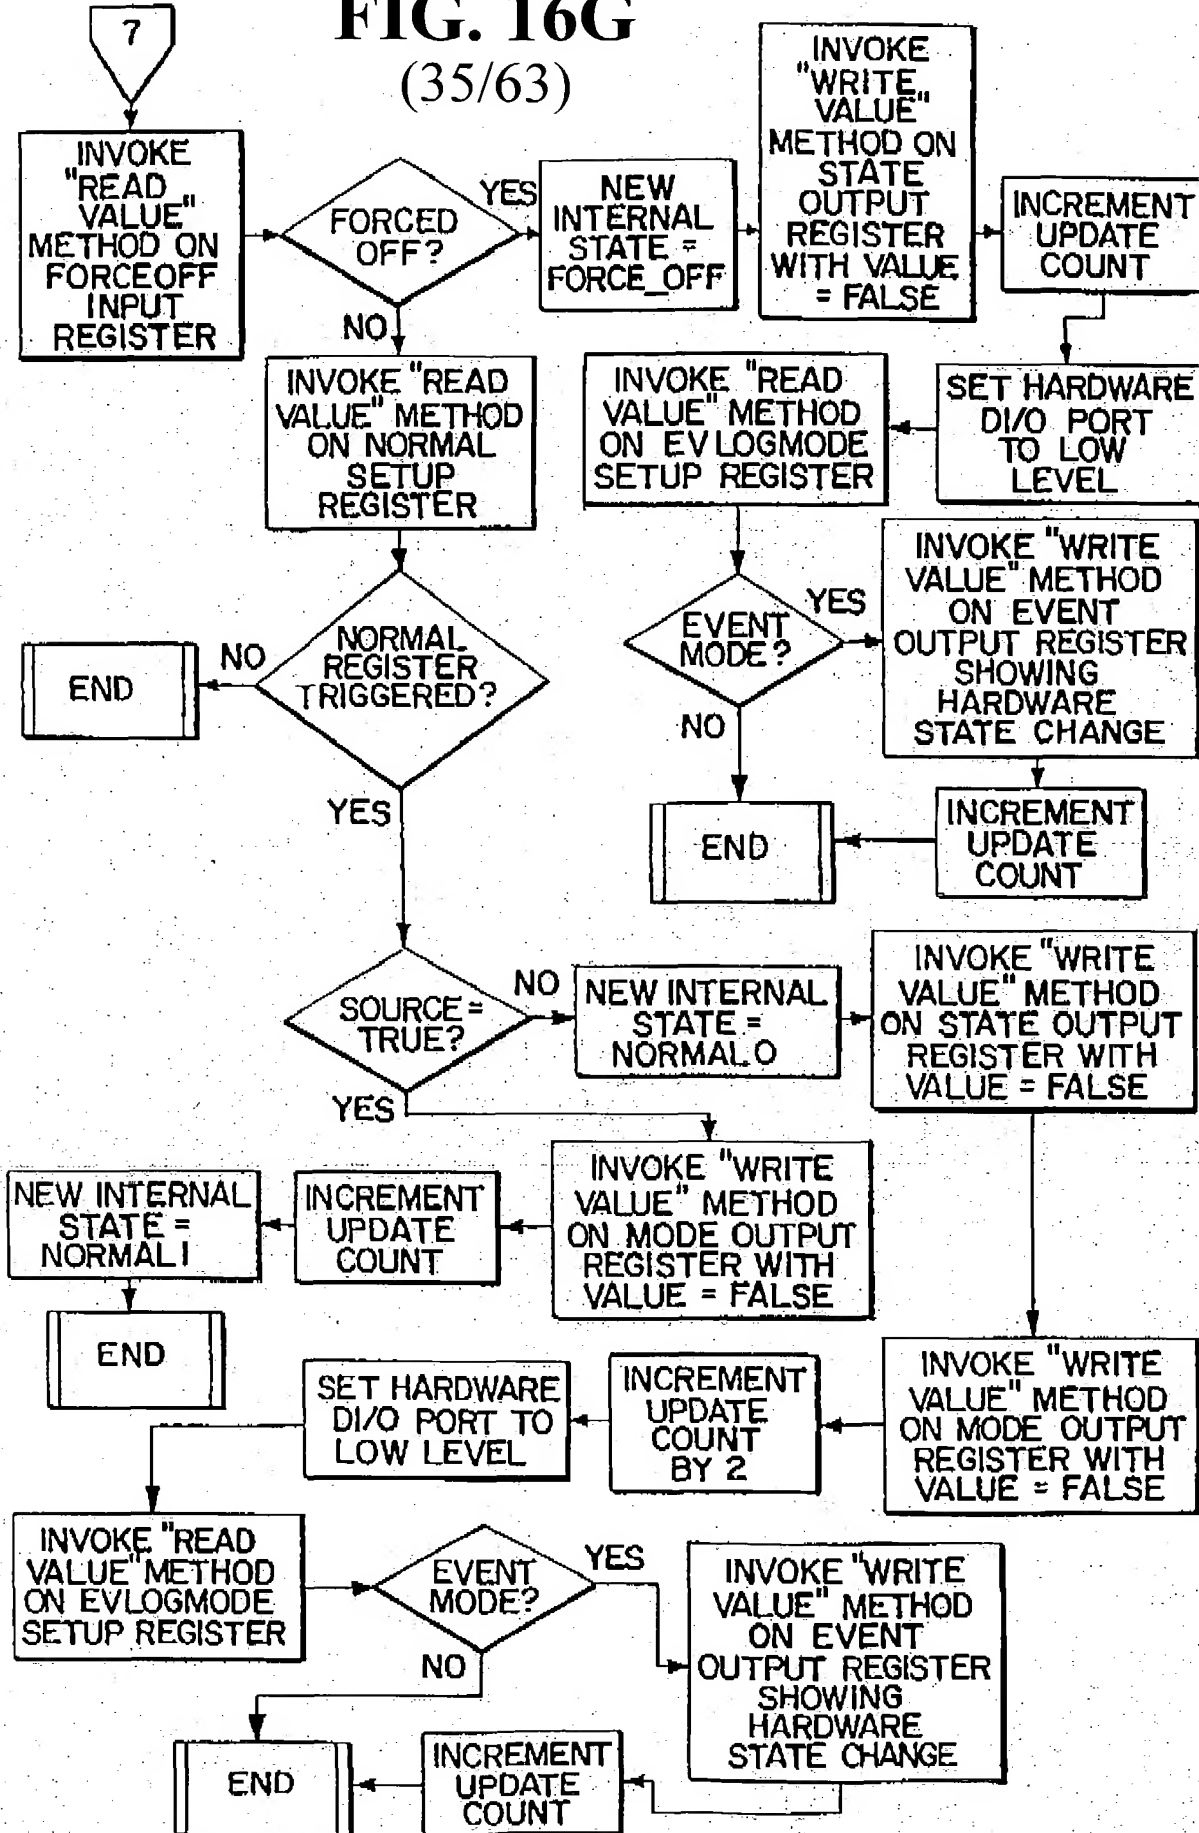 FIG. 16G
(35/63)
7
INVOKE
"READ
VALUE"
METHOD ON
FORCEOFF
INPUT
REGISTER
FORCED
OFF?
YES
NO
NEW
INTERNAL
STATE =
FORCE_OFF
INVOKE
"WRITE
VALUE"
METHOD ON
STATE
OUTPUT
REGISTER
WITH VALUE
= FALSE
INCREMENT
UPDATE
COUNT
INVOKE "READ
VALUE" METHOD
ON NORMAL
SETUP
REGISTER
INVOKE "READ
VALUE" METHOD
ON EVLOGMODE
SETUP REGISTER
SET HARDWARE
DI/O PORT
TO LOW
LEVEL
NORMAL
REGISTER
TRIGGERED?
NO
END
YES
EVENT
MODE?
YES
NO
INVOKE "WRITE
VALUE" METHOD
ON EVENT
OUTPUT REGISTER
SHOWING
HARDWARE
STATE CHANGE
END
INCREMENT
UPDATE
COUNT
SOURCE =
TRUE?
NO
YES
NEW INTERNAL
STATE =
NORMAL0
INVOKE "WRITE
VALUE" METHOD
ON STATE OUTPUT
REGISTER WITH
VALUE = FALSE
NEW INTERNAL
STATE =
NORMAL1
INCREMENT
UPDATE
COUNT
INVOKE "WRITE
VALUE" METHOD
ON MODE OUTPUT
REGISTER WITH
VALUE = FALSE
END
SET HARDWARE
DI/O PORT TO
LOW LEVEL
INCREMENT
UPDATE
COUNT
BY 2
INVOKE "WRITE
VALUE" METHOD
ON MODE OUTPUT
REGISTER WITH
VALUE = FALSE
INVOKE "READ
VALUE" METHOD
ON EVLOGMODE
SETUP REGISTER
EVENT
MODE?
YES
NO
INVOKE "WRITE
VALUE" METHOD
ON EVENT
OUTPUT REGISTER
SHOWING
HARDWARE
STATE CHANGE
END
INCREMENT
UPDATE
COUNT